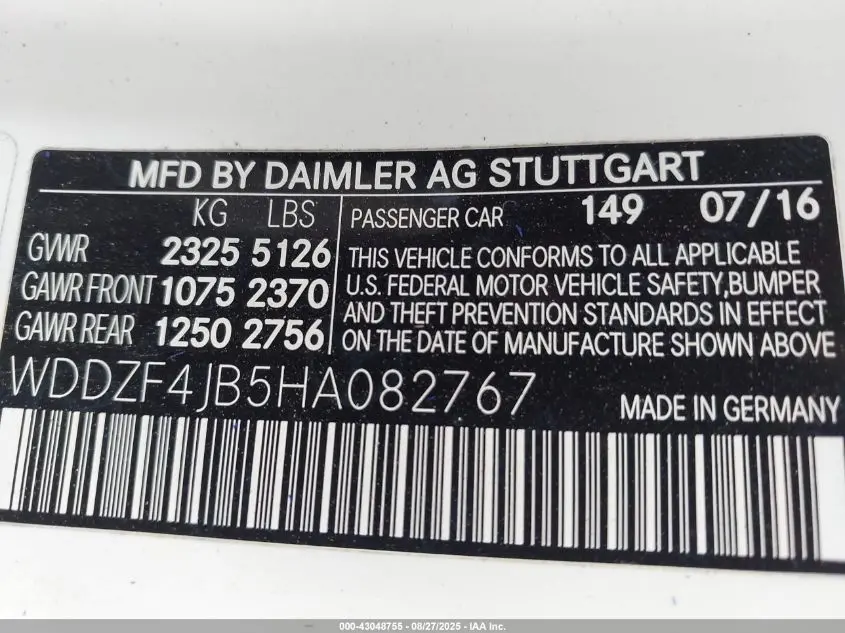 MFD BY DAIMLER AG STUTTGART
KG LBS
GVWR 2325 5126
GAWR FRONT 1075 2370
GAWR REAR 1250 2756
PASSENGER CAR 149 07/16
THIS VEHICLE CONFORMS TO ALL APPLICABLE
U.S. FEDERAL MOTOR VEHICLE SAFETY,BUMPER
AND THEFT PREVENTION STANDARDS IN EFFECT
ON THE DATE OF MANUFACTURE SHOWN ABOVE
WDDZF4JB5HA082767
MADE IN GERMANY
000-43048755 - 08/27/2025 - IAA Inc.